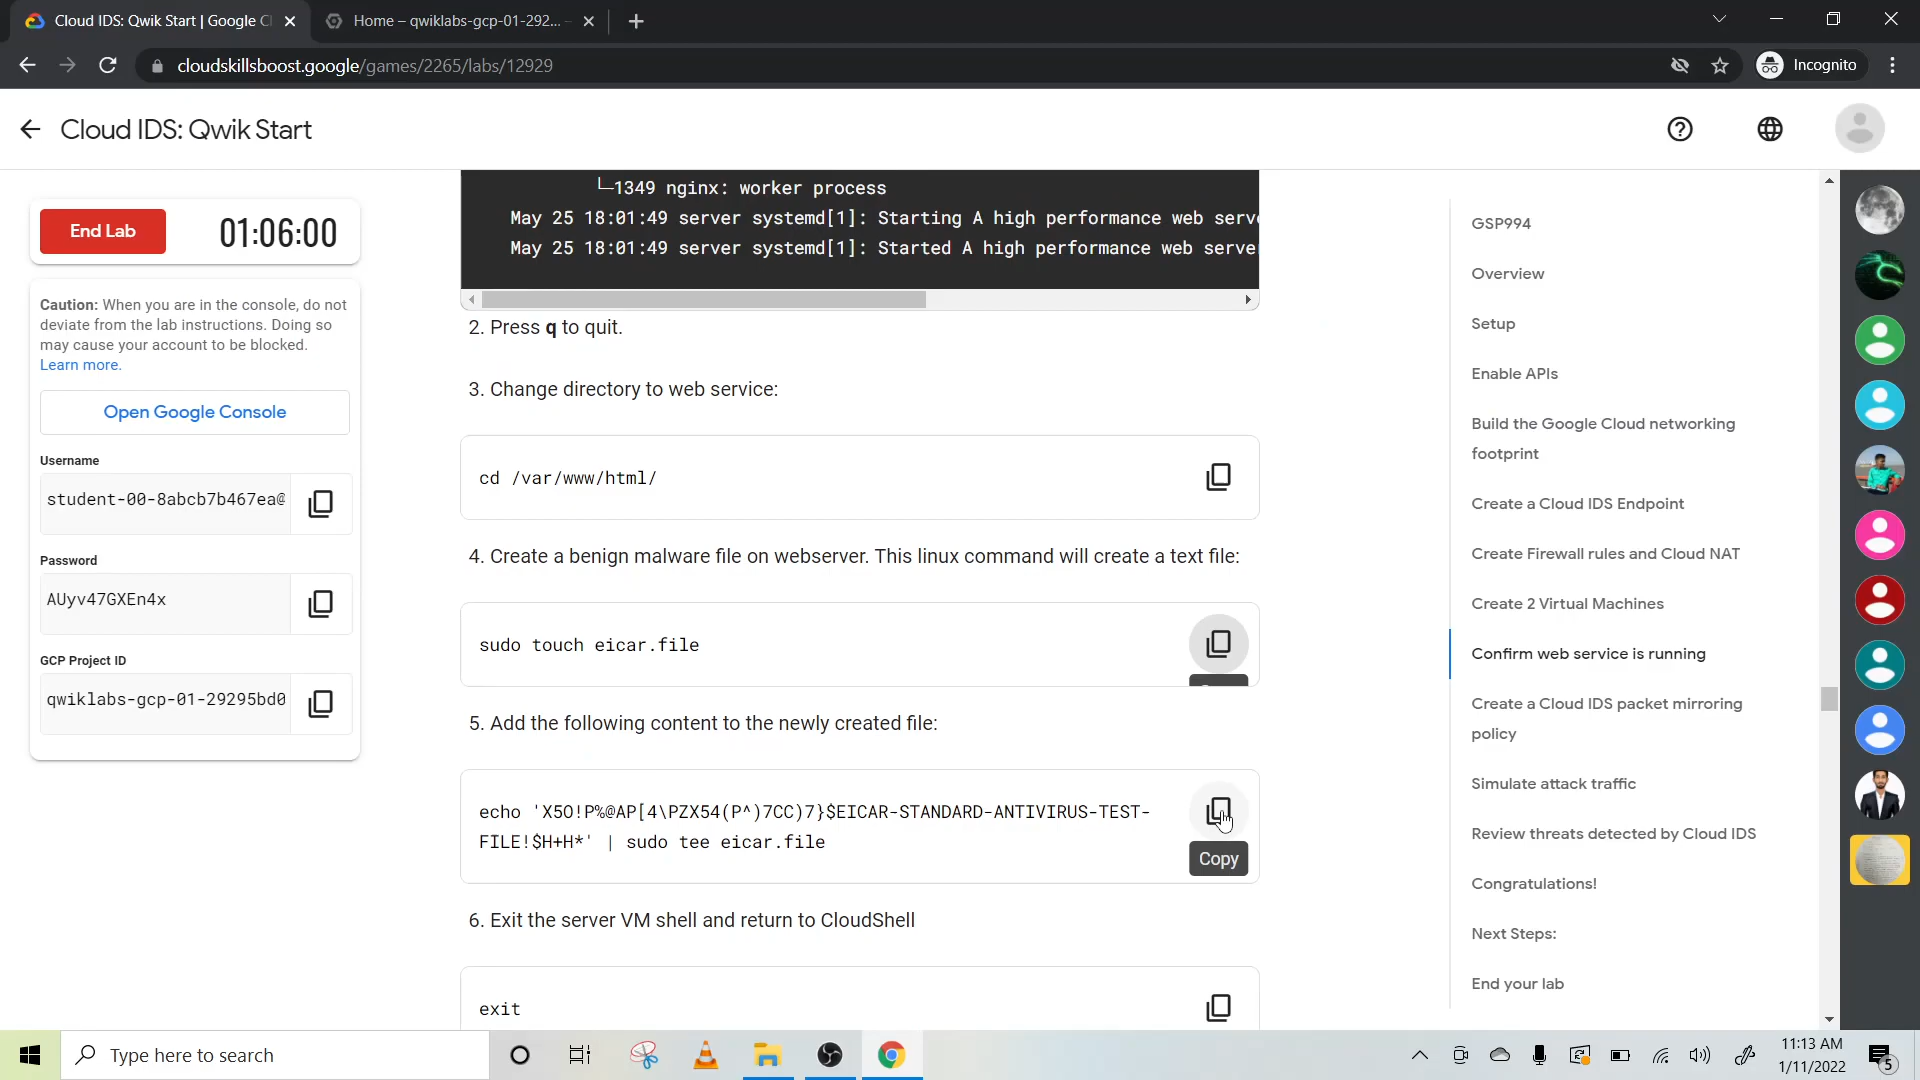 Cloud IDS: Qwik Start | Google Cl
Home – qwiklabs-gcp-01-292... –
cloudskillsboost.google/games/2265/labs/12929
Incognito
Cloud IDS: Qwik Start
End Lab
01:06:00
Caution: When you are in the console, do not
deviate from the lab instructions. Doing so
may cause your account to be blocked.
Learn more.
Open Google Console
Username
student-00-8abcb7b467ea@
Password
AUyv47GXEn4x
GCP Project ID
qwiklabs-gcp-01-29295bd0
└─1349 nginx: worker process
May 25 18:01:49 server systemd[1]: Starting A high performance web serv
May 25 18:01:49 server systemd[1]: Started A high performance web server
2. Press q to quit.
3. Change directory to web service:
cd /var/www/html/
4. Create a benign malware file on webserver. This linux command will create a text file:
sudo touch eicar.file
5. Add the following content to the newly created file:
echo 'X5O!P%@AP[4\PZX54(P^)7CC)7}$EICAR-STANDARD-ANTIVIRUS-TEST-
FILE!$H+H*' | sudo tee eicar.file
Copy
6. Exit the server VM shell and return to CloudShell
exit
GSP994
Overview
Setup
Enable APIs
Build the Google Cloud networking
footprint
Create a Cloud IDS Endpoint
Create Firewall rules and Cloud NAT
Create 2 Virtual Machines
Confirm web service is running
Create a Cloud IDS packet mirroring
policy
Simulate attack traffic
Review threats detected by Cloud IDS
Congratulations!
Next Steps:
End your lab
Type here to search
11:13 AM
1/11/2022
5